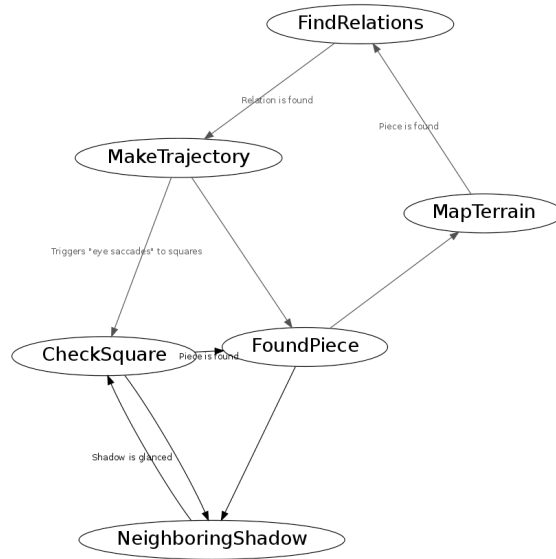 FindRelations
Relation is found
Piece is found
MakeTrajectory
MapTerrain
Triggers "eye saccades" to squares
CheckSquare
Piece is found
FoundPiece
Shadow is glanced
NeighboringShadow